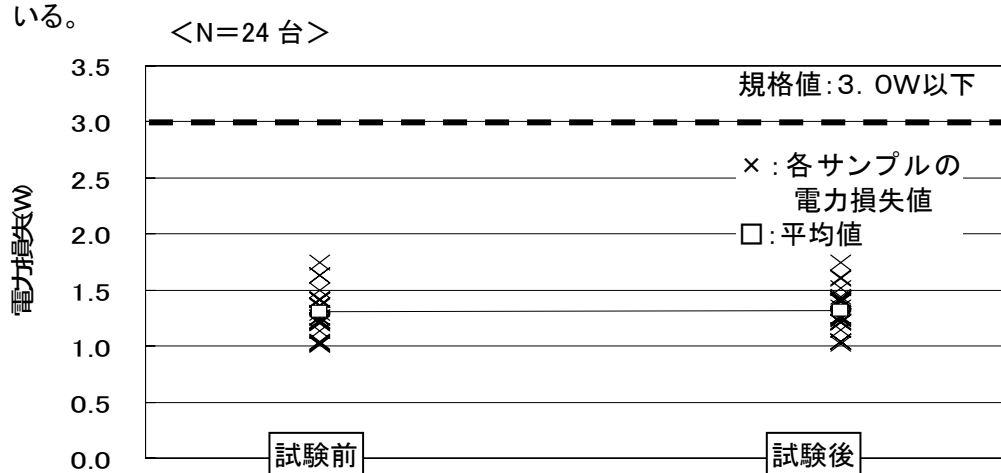 いる。
<N=24 台>
3.5
規格値:3.0W以下
3.0
×:各サンプルの
2.5
電力損失値
2.0
□:平均値
電力損失(W)
1.5
1.0
0.5
0.0
試験前
試験後